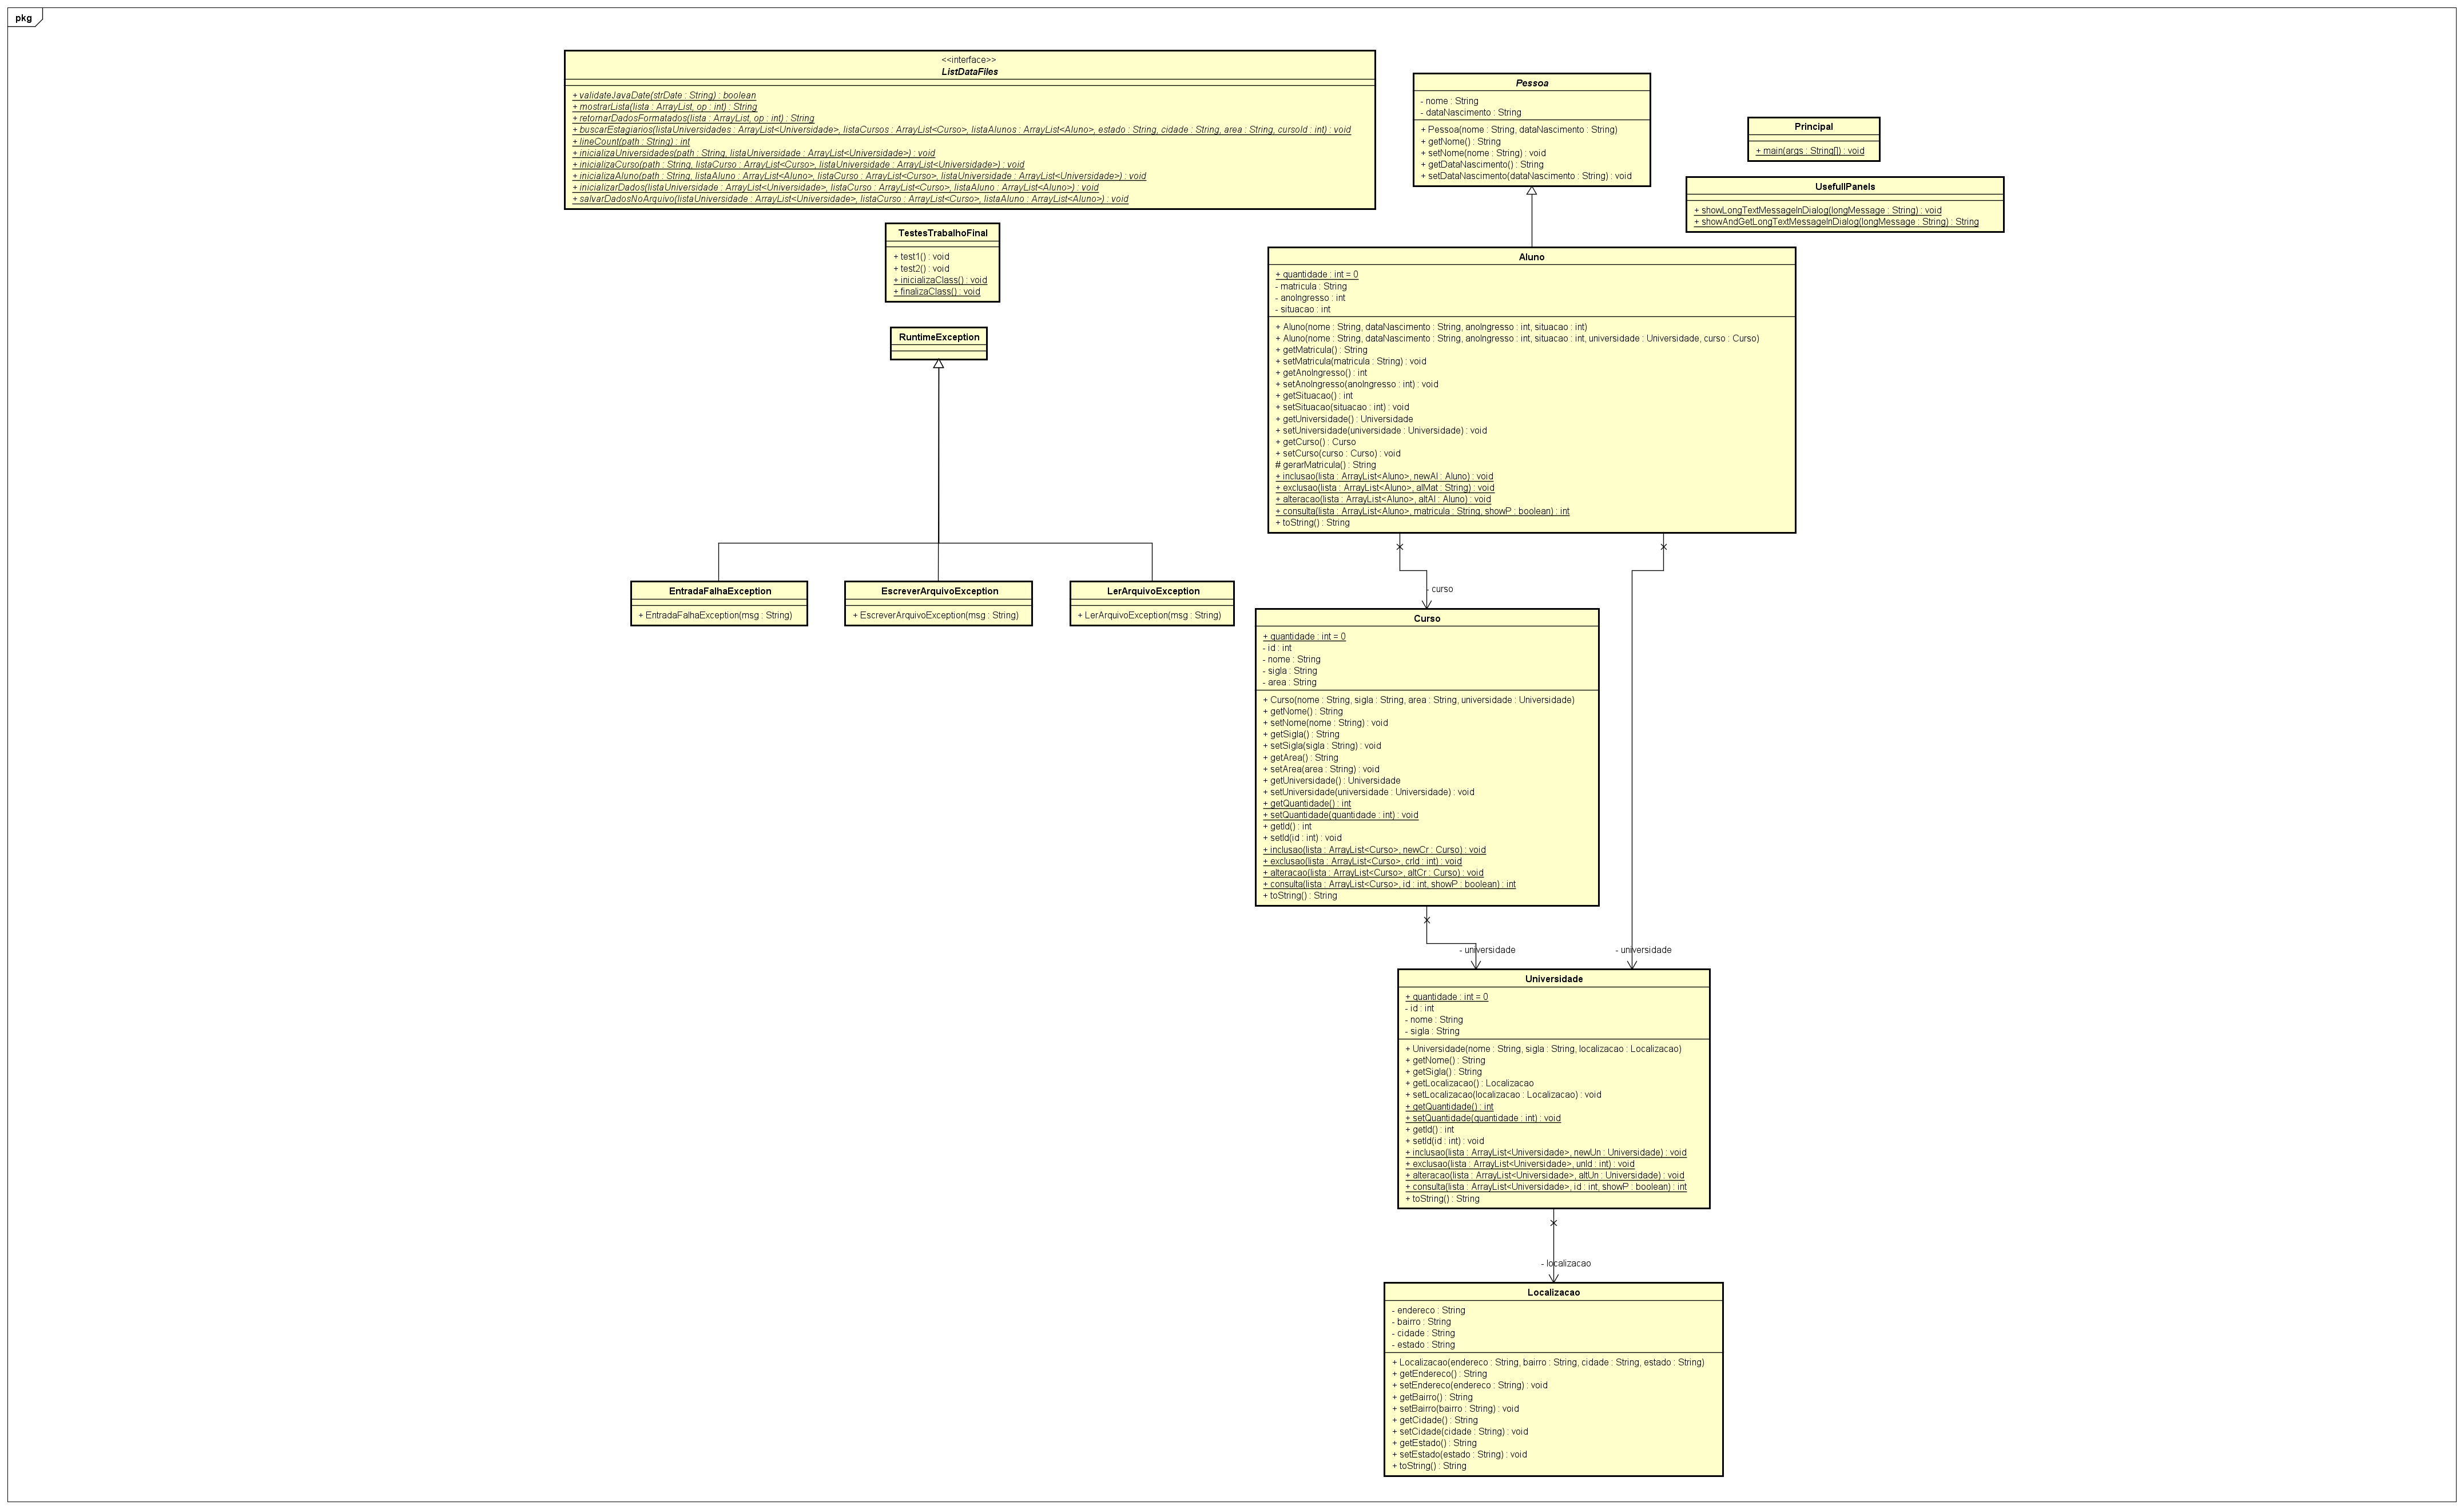 pkg
<<interface>>
ListDataFiles
+ validateJavaDate(strDate : String) : boolean
+ mostrarLista(lista : ArrayList, op : int) : String
+ retornarDadosFormatados(lista : ArrayList, op : int) : String
+ buscarEstagiarios(listaUniversidades : ArrayList<Universidade>, listaCursos : ArrayList<Curso>, listaAlunos : ArrayList<Aluno>, estado : String, cidade : String, area : String, cursoId : int) : void
+ lineCount(path : String) : int
+ inicializaUniversidades(path : String, listaUniversidade : ArrayList<Universidade>) : void
+ inicializaCurso(path : String, listaCurso : ArrayList<Curso>, listaUniversidade : ArrayList<Universidade>) : void
+ inicializaAluno(path : String, listaAluno : ArrayList<Aluno>, listaCurso : ArrayList<Curso>, listaUniversidade : ArrayList<Universidade>) : void
+ inicializarDados(listaUniversidade : ArrayList<Universidade>, listaCurso : ArrayList<Curso>, listaAluno : ArrayList<Aluno>) : void
+ salvarDadosNoArquivo(listaUniversidade : ArrayList<Universidade>, listaCurso : ArrayList<Curso>, listaAluno : ArrayList<Aluno>) : void
Pessoa
- nome : String
- dataNascimento : String
+ Pessoa(nome : String, dataNascimento : String)
+ getNome() : String
+ setNome(nome : String) : void
+ getDataNascimento() : String
+ setDataNascimento(dataNascimento : String) : void
Principal
+ main(args : String[]) : void
UsefullPanels
+ showLongTextMessageInDialog(longMessage : String) : void
+ showAndGetLongTextMessageInDialog(longMessage : String) : String
TestesTrabalhoFinal
+ test1() : void
+ test2() : void
+ inicializaClass() : void
+ finalizaClass() : void
RuntimeException
Aluno
+ quantidade : int = 0
- matricula : String
- anoIngresso : int
- situacao : int
+ Aluno(nome : String, dataNascimento : String, anoIngresso : int, situacao : int)
+ Aluno(nome : String, dataNascimento : String, anoIngresso : int, situacao : int, universidade : Universidade, curso : Curso)
+ getMatricula() : String
+ setMatricula(matricula : String) : void
+ getAnoIngresso() : int
+ setAnoIngresso(anoIngresso : int) : void
+ getSituacao() : int
+ setSituacao(situacao : int) : void
+ getUniversidade() : Universidade
+ setUniversidade(universidade : Universidade) : void
+ getCurso() : Curso
+ setCurso(curso : Curso) : void
# gerarMatricula() : String
+ inclusao(lista : ArrayList<Aluno>, newAl : Aluno) : void
+ exclusao(lista : ArrayList<Aluno>, alMat : String) : void
+ alteracao(lista : ArrayList<Aluno>, altAl : Aluno) : void
+ consulta(lista : ArrayList<Aluno>, matricula : String, showP : boolean) : int
+ toString() : String
EntradaFalhaException
+ EntradaFalhaException(msg : String)
EscreverArquivoException
+ EscreverArquivoException(msg : String)
LerArquivoException
+ LerArquivoException(msg : String)
- curso
Curso
+ quantidade : int = 0
- id : int
- nome : String
- sigla : String
- area : String
+ Curso(nome : String, sigla : String, area : String, universidade : Universidade)
+ getNome() : String
+ setNome(nome : String) : void
+ getSigla() : String
+ setSigla(sigla : String) : void
+ getArea() : String
+ setArea(area : String) : void
+ getUniversidade() : Universidade
+ setUniversidade(universidade : Universidade) : void
+ getQuantidade() : int
+ setQuantidade(quantidade : int) : void
+ getId() : int
+ setId(id : int) : void
+ inclusao(lista : ArrayList<Curso>, newCr : Curso) : void
+ exclusao(lista : ArrayList<Curso>, crId : int) : void
+ alteracao(lista : ArrayList<Curso>, altCr : Curso) : void
+ consulta(lista : ArrayList<Curso>, id : int, showP : boolean) : int
+ toString() : String
- universidade
- universidade
Universidade
+ quantidade : int = 0
- id : int
- nome : String
- sigla : String
+ Universidade(nome : String, sigla : String, localizacao : Localizacao)
+ getNome() : String
+ getSigla() : String
+ getLocalizacao() : Localizacao
+ setLocalizacao(localizacao : Localizacao) : void
+ getQuantidade() : int
+ setQuantidade(quantidade : int) : void
+ getId() : int
+ setId(id : int) : void
+ inclusao(lista : ArrayList<Universidade>, newUn : Universidade) : void
+ exclusao(lista : ArrayList<Universidade>, unId : int) : void
+ alteracao(lista : ArrayList<Universidade>, altUn : Universidade) : void
+ consulta(lista : ArrayList<Universidade>, id : int, showP : boolean) : int
+ toString() : String
- localizacao
Localizacao
- endereco : String
- bairro : String
- cidade : String
- estado : String
+ Localizacao(endereco : String, bairro : String, cidade : String, estado : String)
+ getEndereco() : String
+ setEndereco(endereco : String) : void
+ getBairro() : String
+ setBairro(bairro : String) : void
+ getCidade() : String
+ setCidade(cidade : String) : void
+ getEstado() : String
+ setEstado(estado : String) : void
+ toString() : String